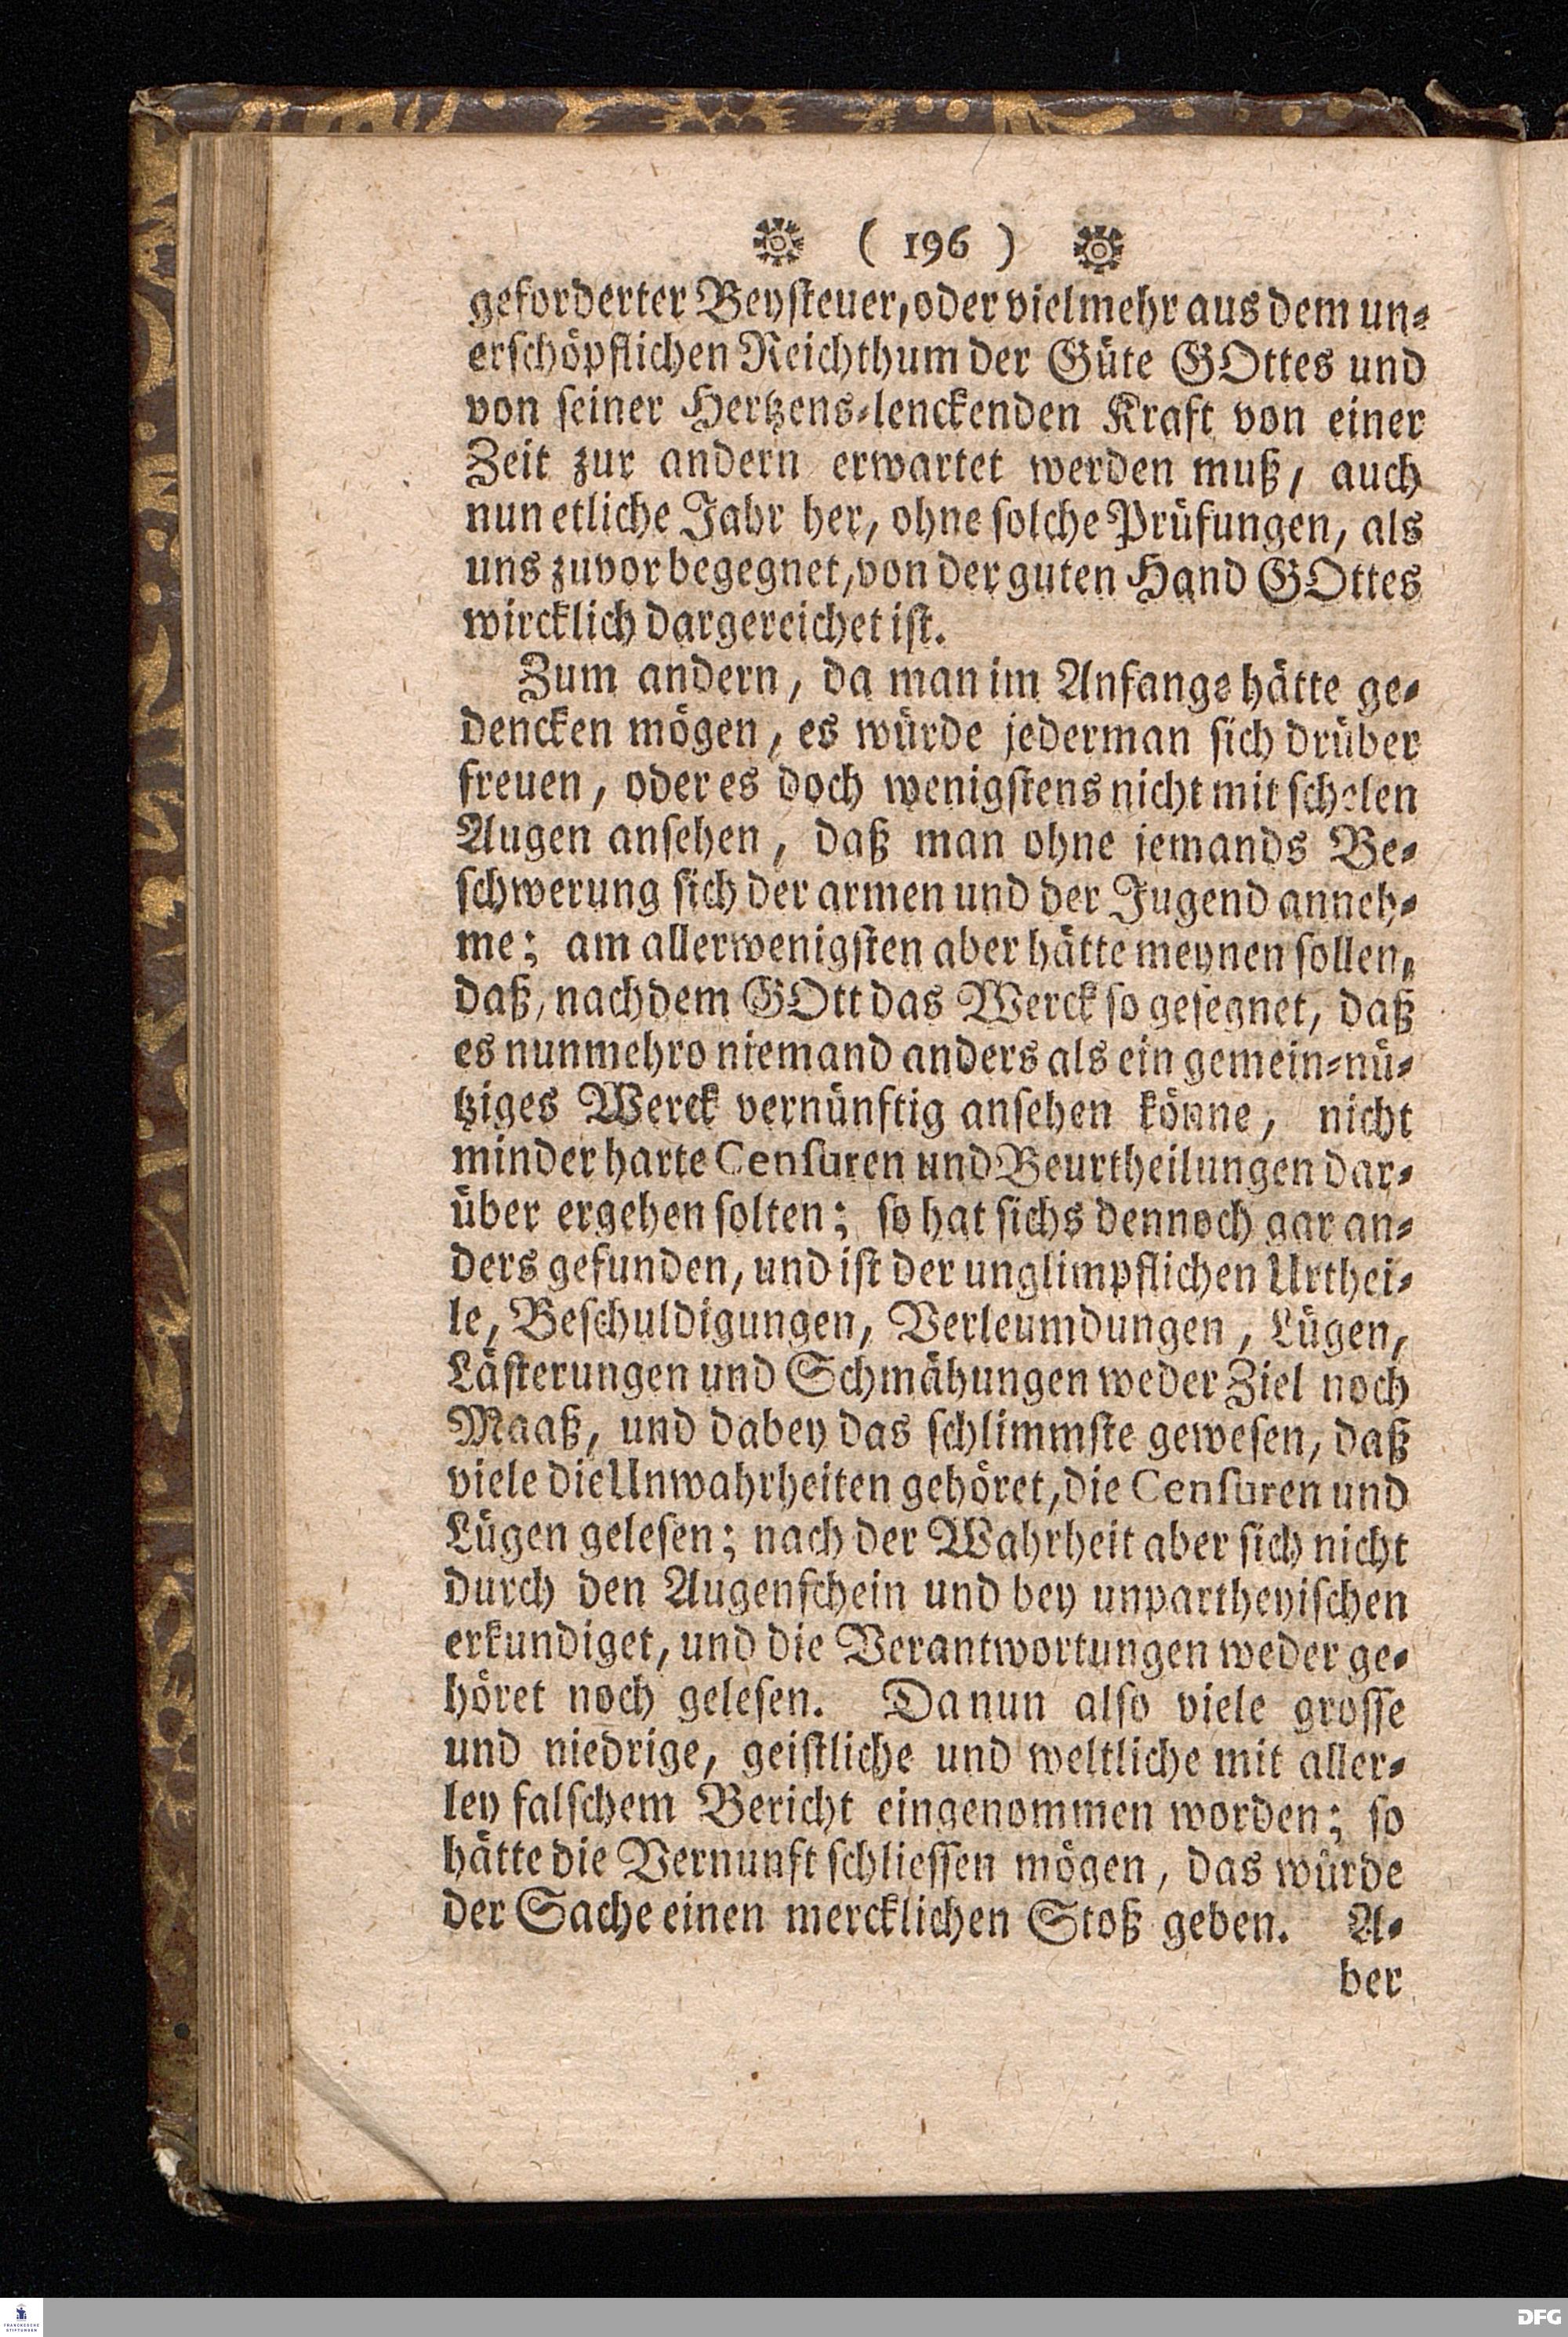 ( 196 )
geforderter Beysteuer, oder vielmehr aus dem un-
erschöpflichen Reichthum der Güte GOttes und
von seiner Hertzens-lenckenden Kraft von einer
Zeit zur andern erwartet werden muß, auch
nun etliche Jahr her, ohne solche Prüfungen, als
uns zuvor begegnet, von der guten Hand GOttes
wircklich dargereichet ist.
Zum andern, da man im Anfange hätte ge-
dencken mögen, es würde jederman sich drüber
freuen, oder es doch wenigstens nicht mit schelen
Augen ansehen, daß man ohne jemands Be-
schwerung sich der armen und der Jugend anneh-
me; am allerwenigsten aber hätte meynen sollen,
daß, nachdem GOtt das Werck so gesegnet, daß
es nunmehro niemand anders als ein gemein-nü-
tziges Werck vernünftig ansehen könne, nicht
minder harte Censuren und Beurtheilungen dar-
über ergehen solten; so hat sichs dennoch gar an-
ders gefunden, und ist der unglimpflichen Urthei-
le, Beschuldigungen, Verleumdungen, Lügen,
Lästerungen und Schmähungen weder Ziel noch
Maaß, und dabey das schlimmste gewesen, daß
viele die Unwahrheiten gehöret, die Censuren und
Lügen gelesen; nach der Wahrheit aber sich nicht
durch den Augenschein und bey unpartheyischen
erkundiget, und die Verantwortungen weder ge-
höret noch gelesen. Da nun also viele grosse
und niedrige, geistliche und weltliche mit aller-
ley falschem Bericht eingenommen worden; so
hätte die Vernunft schliessen mögen, das würde
der Sache einen mercklichen Stoß geben. A-
ber
FRANCKESCHE
STIFTUNGEN
DFG